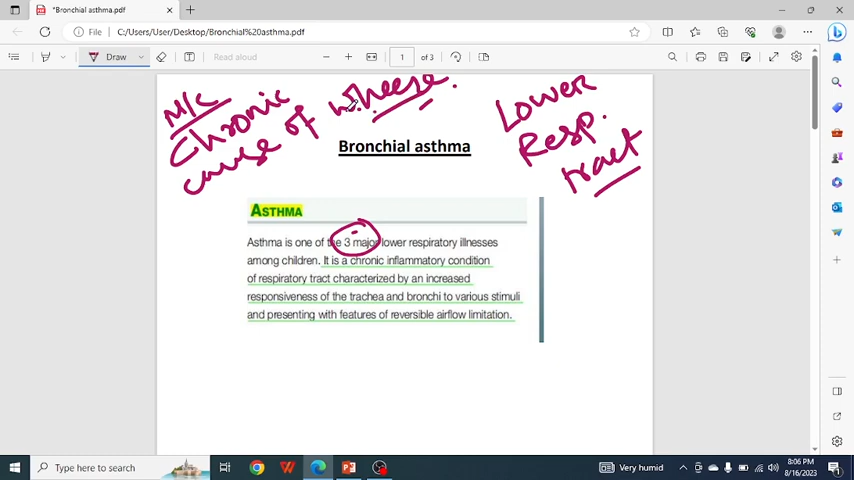 *Bronchial asthma.pdf
File C:/Users/User/Desktop/Bronchial%20asthma.pdf
Draw Read aloud 1 of 3
M/c
Chronic
cause of wheeze.
Lower
Resp.
tract
Bronchial asthma
ASTHMA
Asthma is one of the 3 major lower respiratory illnesses
among children. It is a chronic inflammatory condition
of respiratory tract characterized by an increased
responsiveness of the trachea and bronchi to various stimuli
and presenting with features of reversible airflow limitation.
Type here to search
Very humid
8:06 PM
8/16/2023